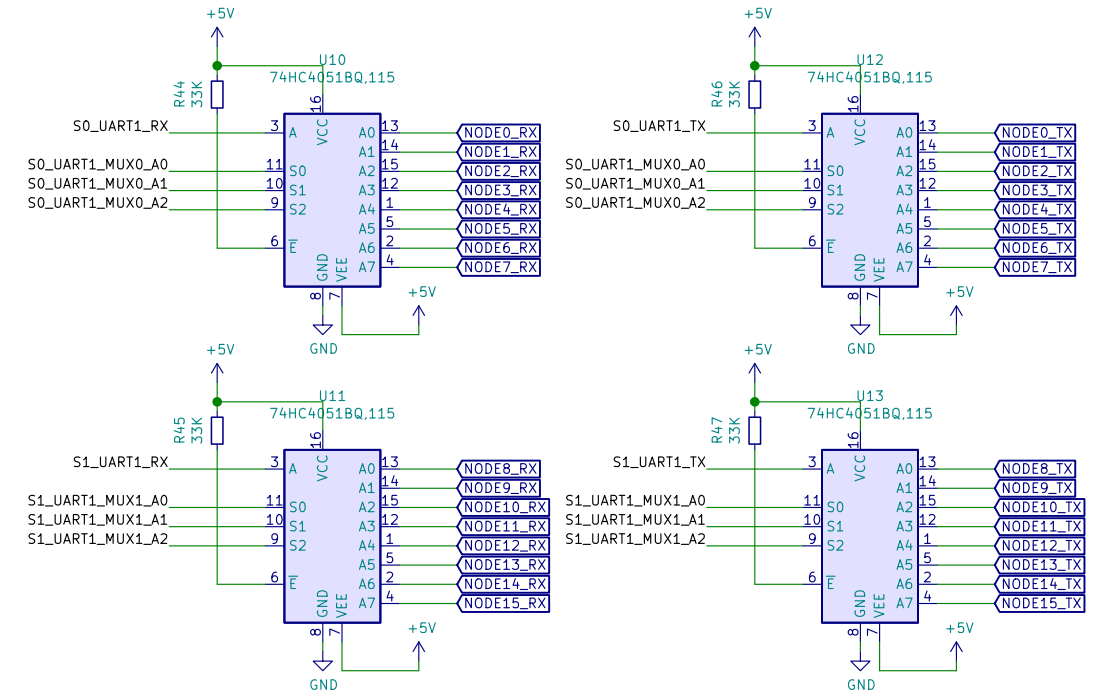 +5V
U10
74HC4051BQ,115
R44
33K
16
VCC
S0_UART1_RX 3 A A0 13 NODE0_RX
A1 14 NODE1_RX
S0_UART1_MUX0_A0 11 S0 A2 15 NODE2_RX
S0_UART1_MUX0_A1 10 S1 A3 12 NODE3_RX
S0_UART1_MUX0_A2 9 S2 A4 1 NODE4_RX
A5 5 NODE5_RX
6 E A6 2 NODE6_RX
A7 4 NODE7_RX
GND VEE
8 7
+5V
GND
+5V
U12
74HC4051BQ,115
R46
33K
16
VCC
S0_UART1_TX 3 A A0 13 NODE0_TX
A1 14 NODE1_TX
S0_UART1_MUX0_A0 11 S0 A2 15 NODE2_TX
S0_UART1_MUX0_A1 10 S1 A3 12 NODE3_TX
S0_UART1_MUX0_A2 9 S2 A4 1 NODE4_TX
A5 5 NODE5_TX
6 E A6 2 NODE6_TX
A7 4 NODE7_TX
GND VEE
8 7
+5V
GND
+5V
U11
74HC4051BQ,115
R45
33K
16
VCC
S1_UART1_RX 3 A A0 13 NODE8_RX
A1 14 NODE9_RX
S1_UART1_MUX1_A0 11 S0 A2 15 NODE10_RX
S1_UART1_MUX1_A1 10 S1 A3 12 NODE11_RX
S1_UART1_MUX1_A2 9 S2 A4 1 NODE12_RX
A5 5 NODE13_RX
6 E A6 2 NODE14_RX
A7 4 NODE15_RX
GND VEE
8 7
+5V
GND
+5V
U13
74HC4051BQ,115
R47
33K
16
VCC
S1_UART1_TX 3 A A0 13 NODE8_TX
A1 14 NODE9_TX
S1_UART1_MUX1_A0 11 S0 A2 15 NODE10_TX
S1_UART1_MUX1_A1 10 S1 A3 12 NODE11_TX
S1_UART1_MUX1_A2 9 S2 A4 1 NODE12_TX
A5 5 NODE13_TX
6 E A6 2 NODE14_TX
A7 4 NODE15_TX
GND VEE
8 7
+5V
GND